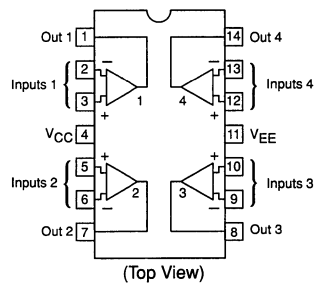 Out 1 1 14 Out 4
2 − − 13
Inputs 1 Inputs 4
3 1 4 12
+ +
VCC 4 11 VEE
+ +
5 10
Inputs 2 2 3 Inputs 3
6 − − 9
Out 2 7 8 Out 3
(Top View)